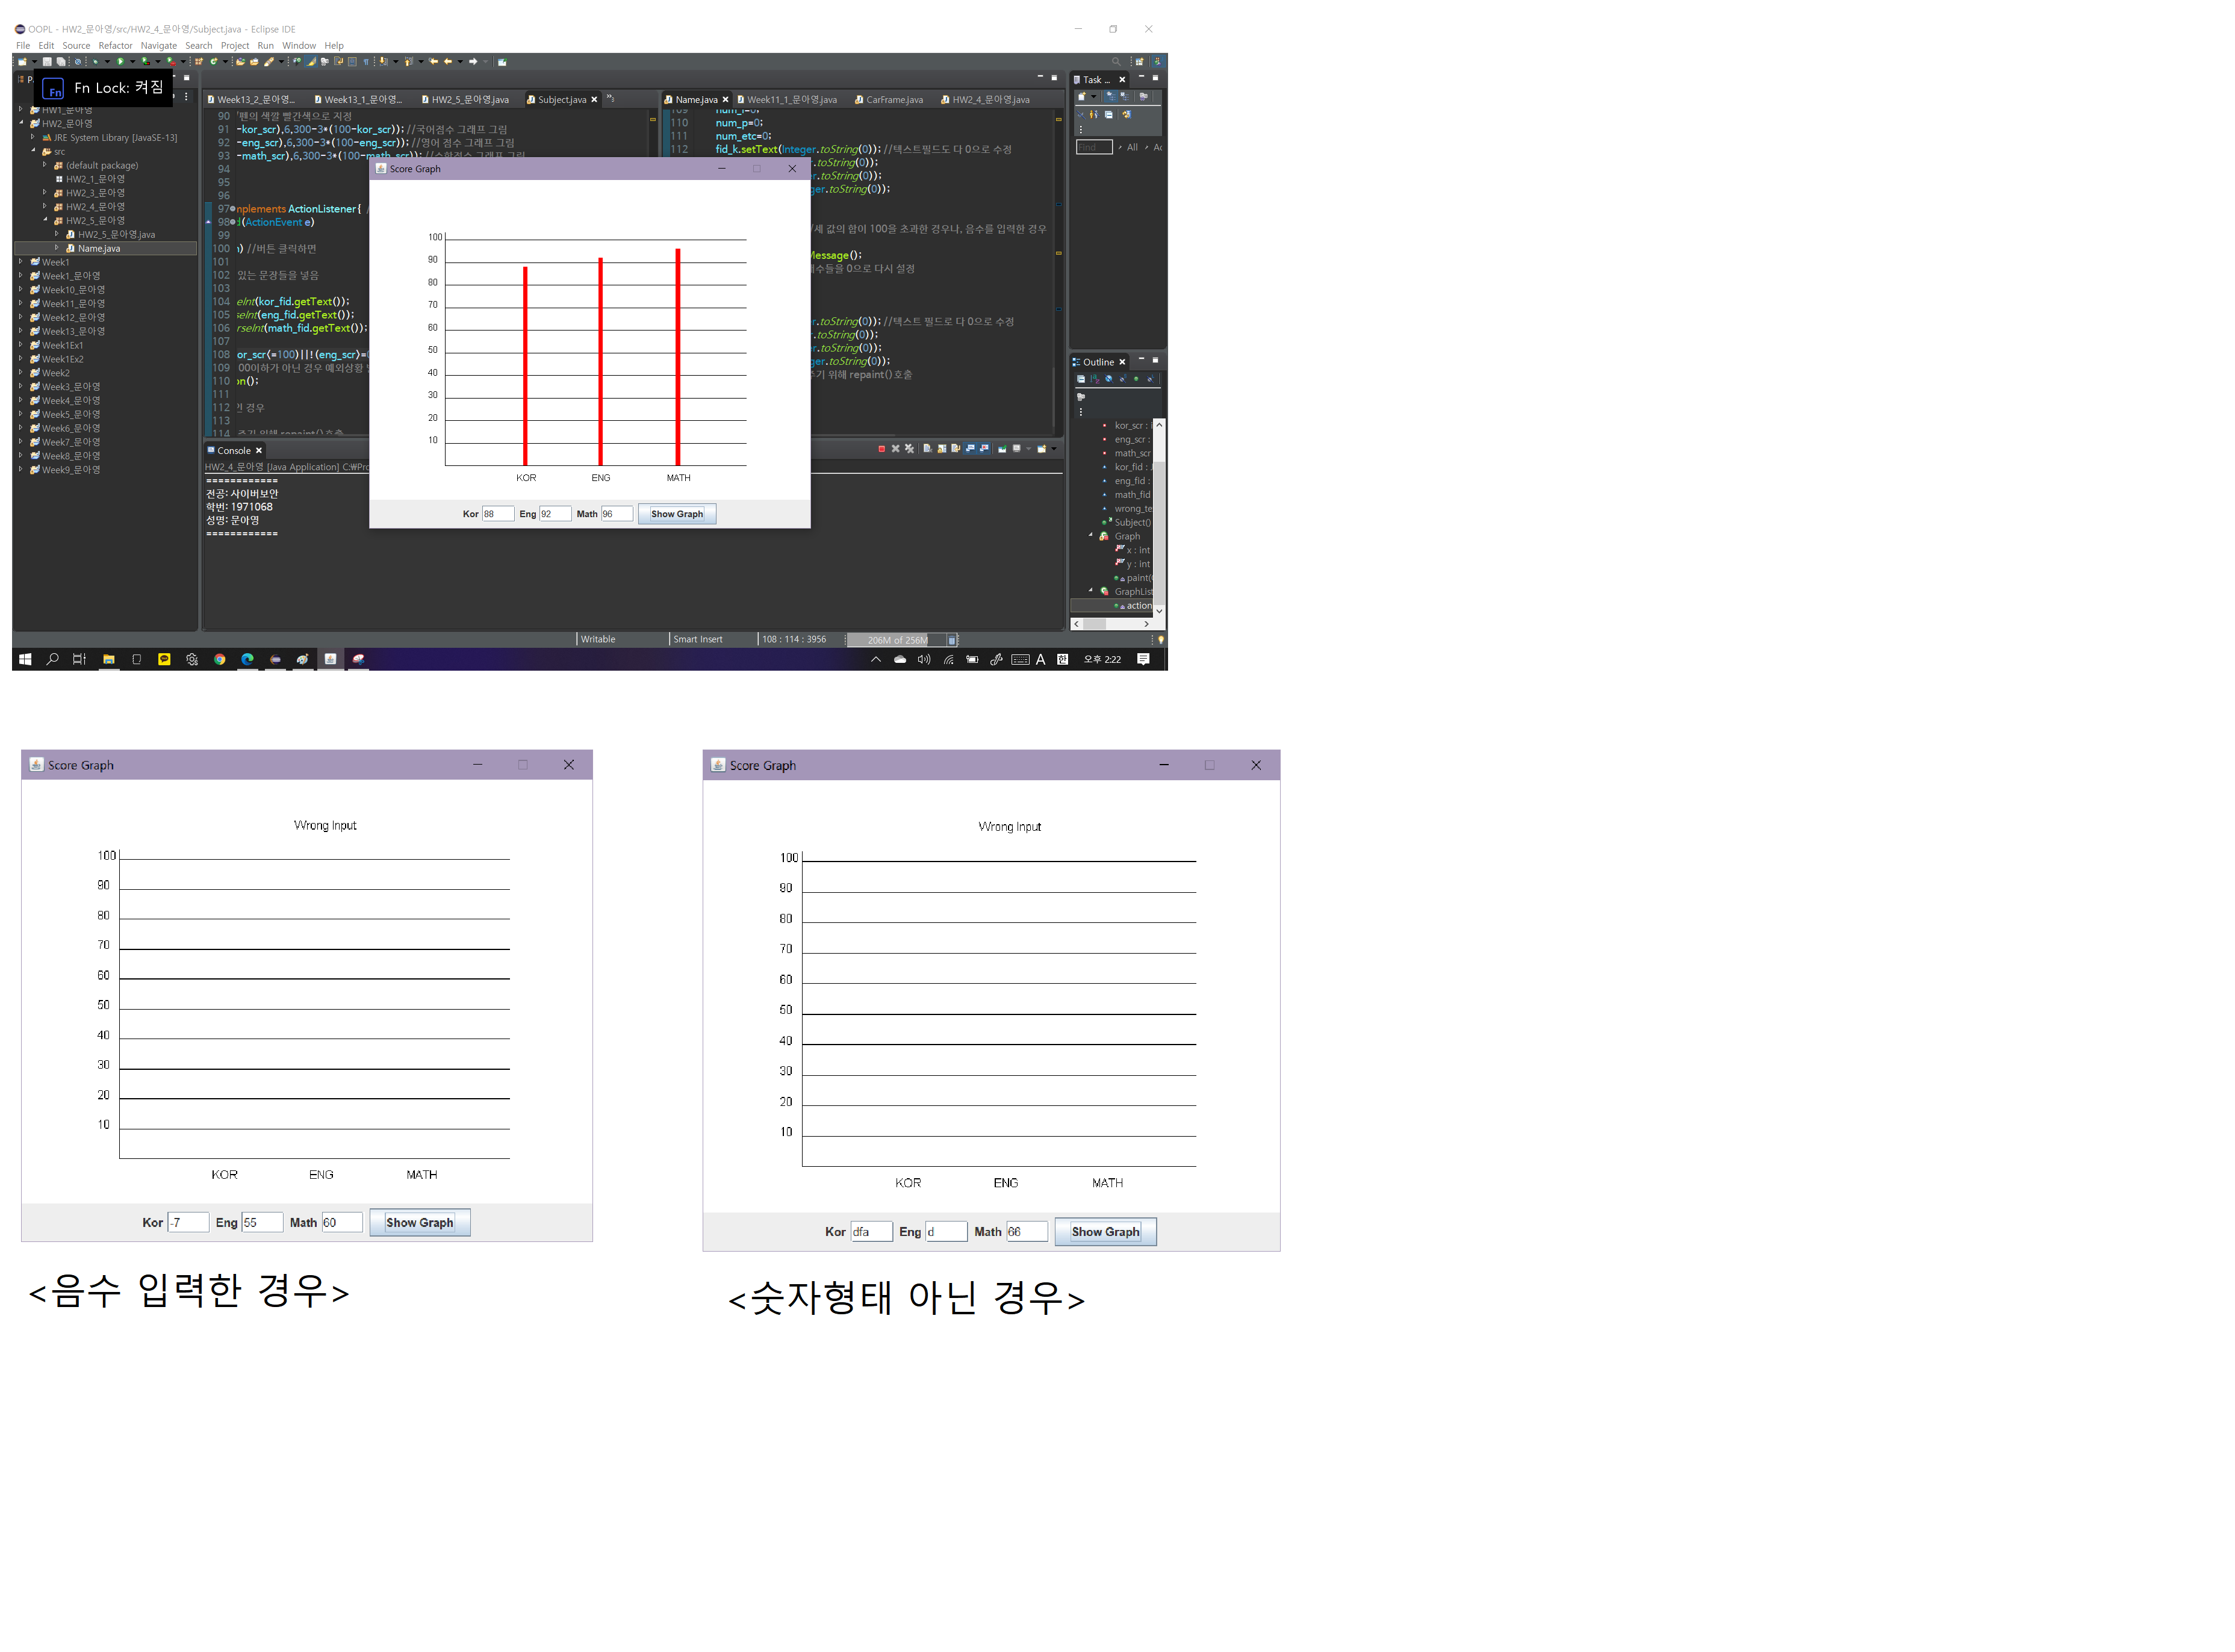 OOPL - HW2_문아영/src/HW2_4_문아영/Subject.java - Eclipse IDE
File Edit Source Refactor Navigate Search Project Run Window Help
Fn Lock: 켜짐
HW1_문아영
HW2_문아영
JRE System Library [JavaSE-13]
src
(default package)
HW2_1_문아영
HW2_3_문아영
HW2_4_문아영
HW2_5_문아영
HW2_5_문아영.java
Name.java
Week1
Week1_문아영
Week10_문아영
Week11_문아영
Week12_문아영
Week13_문아영
Week1Ex1
Week1Ex2
Week2
Week3_문아영
Week4_문아영
Week5_문아영
Week6_문아영
Week7_문아영
Week8_문아영
Week9_문아영
Week13_2_문아영... Week13_1_문아영... HW2_5_문아영.java Subject.java
90 펜의 색깔 빨간색으로 지정
91 -kor_scr),6,300-3*(100-kor_scr)); //국어점수 그래프 그림
92 -eng_scr),6,300-3*(100-eng_scr)); //영어 점수 그래프 그림
93 -math_scr),6,300-3*(100-math_scr)); //수학점수 그래프 그림
94
95
96
97 mplements ActionListener{
98 (ActionEvent e)
99
100 ) //버튼 클릭하면
101
102 있는 문장들을 넣음
103
104 eInt(kor_fid.getText());
105 seInt(eng_fid.getText());
106 rseInt(math_fid.getText());
107
108 or_scr<=100)||!(eng_scr>=
109 00이하가 아닌 경우 예외상황
110 on();
111
112 경우
113
114 주기 위해 repaint()호출
Name.java Week11_1_문아영.java CarFrame.java HW2_4_문아영.java
109
110 num_p=0;
111 num_etc=0;
112 fid_k.setText(Integer.toString(0)); //텍스트필드도 다 0으로 수정
er.toString(0));
er.toString(0));
ger.toString(0));
/세 값의 합이 100을 초과한 경우나, 음수를 입력한 경우
Message();
수들을 0으로 다시 설정
r.toString(0)); //텍스트 필드로 다 0으로 수정
er.toString(0));
er.toString(0));
ger.toString(0));
주기 위해 repaint()호출
Score Graph
100
90
80
70
60
50
40
30
20
10
KOR ENG MATH
Kor 88 Eng 92 Math 96 Show Graph
Console
HW2_4_문아영 [Java Application] C:\Pro
============
전공: 사이버보안
학번: 1971068
성명: 문아영
============
Task ...
Find All Ac
Outline
kor_scr :
eng_scr :
math_scr
kor_fid : J
eng_fid :
math_fid
wrong_te
Subject()
Graph
x : int
y : int
paint(
GraphList
action
Writable Smart Insert 108 : 114 : 3956 206M of 256M
A 한 오후 2:22
Score Graph
Wrong Input
100
90
80
70
60
50
40
30
20
10
KOR ENG MATH
Kor -7 Eng 55 Math 60 Show Graph
<음수 입력한 경우>
Score Graph
Wrong Input
100
90
80
70
60
50
40
30
20
10
KOR ENG MATH
Kor dfa Eng d Math 66 Show Graph
<숫자형태 아닌 경우>